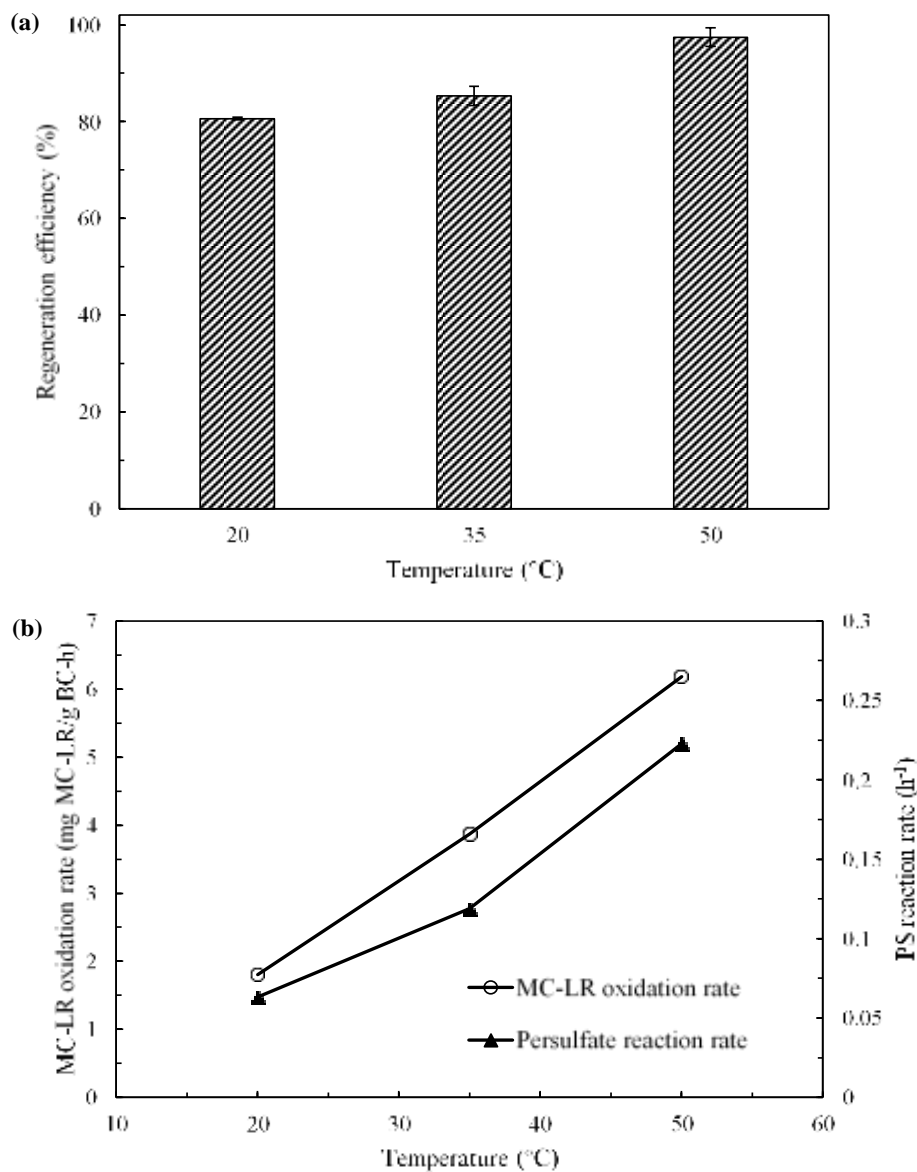 (a)
100
80
60
40
20
0
Regeneration efficiency (%)
20 35 50
Temperature (°C)
(b)
7
6
5
4
3
2
1
0
MC-LR oxidation rate (mg MC-LR/g BC-h)
0.3
0.25
0.2
0.15
0.1
0.05
0
PS reaction rate (h⁻¹)
MC-LR oxidation rate
Persulfate reaction rate
10 20 30 40 50 60
Temperature (°C)